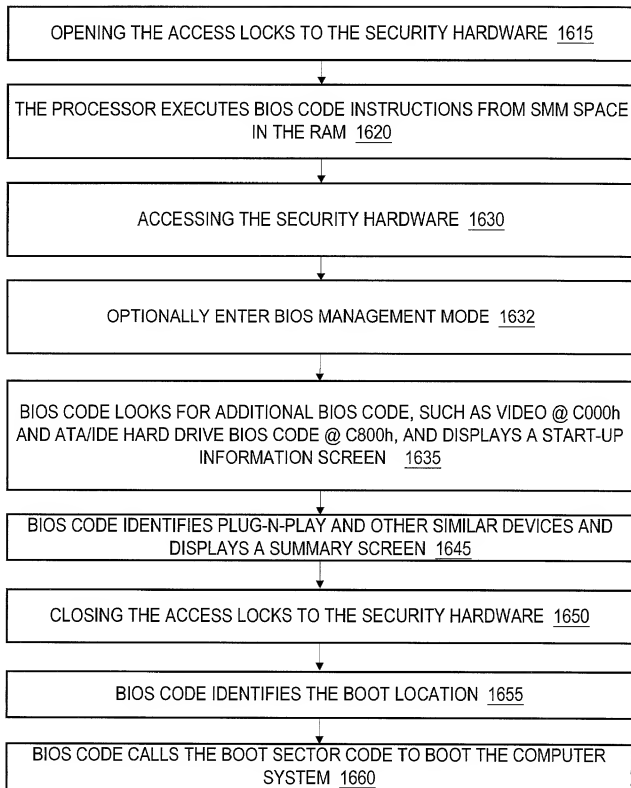 OPENING THE ACCESS LOCKS TO THE SECURITY HARDWARE 1615
THE PROCESSOR EXECUTES BIOS CODE INSTRUCTIONS FROM SMM SPACE
IN THE RAM 1620
ACCESSING THE SECURITY HARDWARE 1630
OPTIONALLY ENTER BIOS MANAGEMENT MODE 1632
BIOS CODE LOOKS FOR ADDITIONAL BIOS CODE, SUCH AS VIDEO @ C000h
AND ATA/IDE HARD DRIVE BIOS CODE @ C800h, AND DISPLAYS A START-UP
INFORMATION SCREEN 1635
BIOS CODE IDENTIFIES PLUG-N-PLAY AND OTHER SIMILAR DEVICES AND
DISPLAYS A SUMMARY SCREEN 1645
CLOSING THE ACCESS LOCKS TO THE SECURITY HARDWARE 1650
BIOS CODE IDENTIFIES THE BOOT LOCATION 1655
BIOS CODE CALLS THE BOOT SECTOR CODE TO BOOT THE COMPUTER
SYSTEM 1660